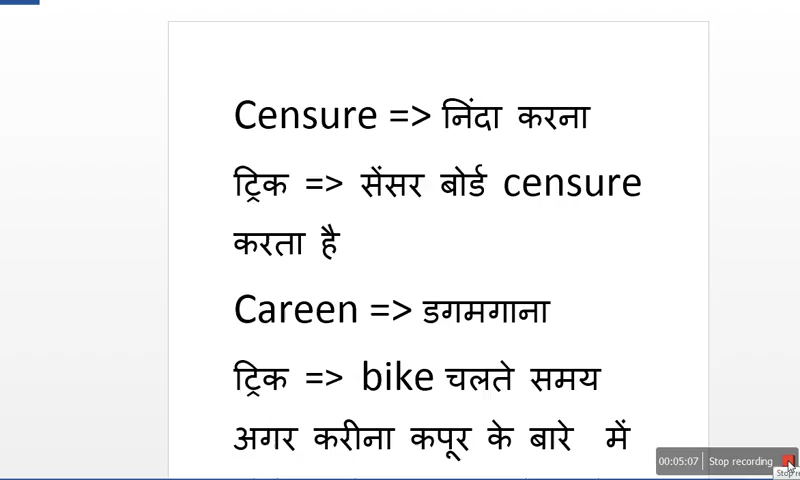 Censure => निंदा करना
ट्रिक => सेंसर बोर्ड censure
करता है
Careen => डगमगाना
ट्रिक => bike चलते समय
अगर करीना कपूर के बारे में
00:05:07 Stop recording